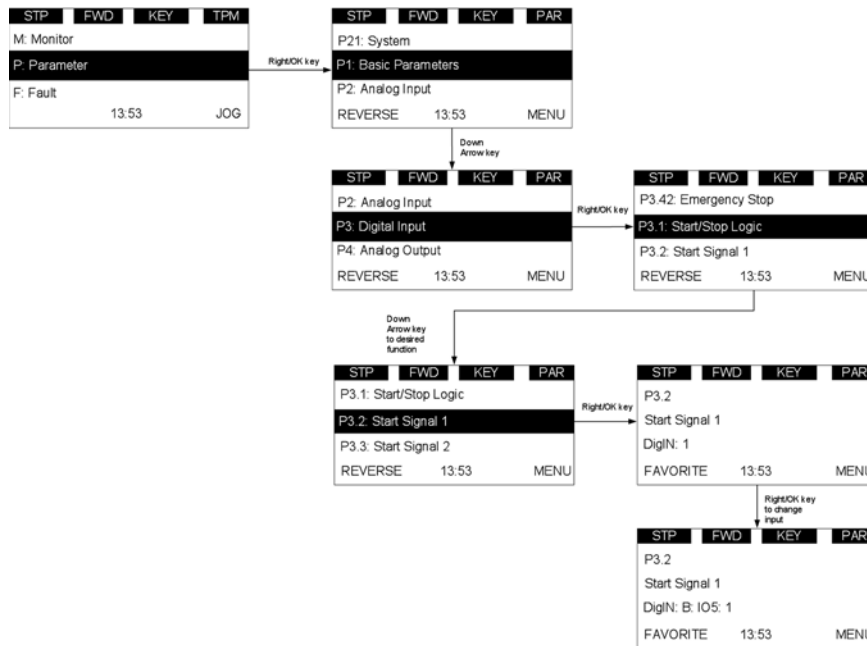 STP FWD KEY TPM
M: Monitor
P: Parameter
F: Fault
13:53 JOG
Right/OK key
STP FWD KEY PAR
P21: System
P1: Basic Parameters
P2: Analog Input
REVERSE 13:53 MENU
Down
Arrow key
STP FWD KEY PAR
P2: Analog Input
P3: Digital Input
P4: Analog Output
REVERSE 13:53 MENU
Right/OK key
STP FWD KEY PAR
P3.42: Emergency Stop
P3.1: Start/Stop Logic
P3.2: Start Signal 1
REVERSE 13:53 MENU
Down
Arrow key
to desired
function
STP FWD KEY PAR
P3.1: Start/Stop Logic
P3.2: Start Signal 1
P3.3: Start Signal 2
REVERSE 13:53 MENU
Right/OK key
STP FWD KEY PAR
P3.2
Start Signal 1
DigIN: 1
FAVORITE 13:53 MENU
Right/OK key
to change
input
STP FWD KEY PAR
P3.2
Start Signal 1
DigIN: B: IO5: 1
FAVORITE 13:53 MENU